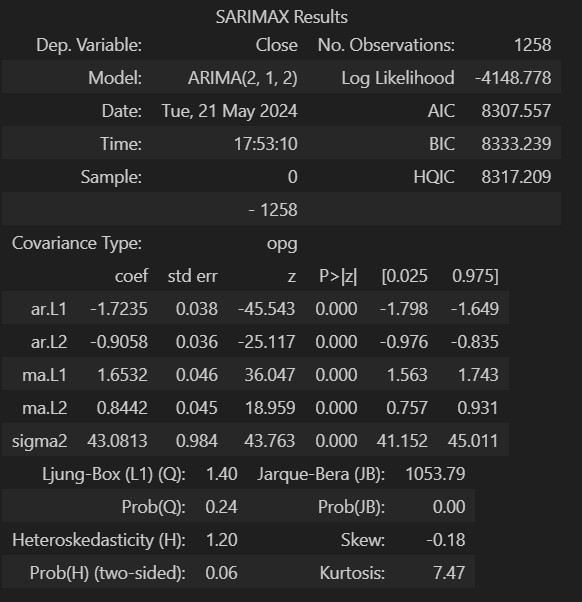 SARIMAX Results
Dep. Variable: Close No. Observations: 1258
Model: ARIMA(2, 1, 2) Log Likelihood -4148.778
Date: Tue, 21 May 2024 AIC 8307.557
Time: 17:53:10 BIC 8333.239
Sample: 0 HQIC 8317.209
- 1258
Covariance Type: opg
coef std err z P>|z| [0.025 0.975]
ar.L1 -1.7235 0.038 -45.543 0.000 -1.798 -1.649
ar.L2 -0.9058 0.036 -25.117 0.000 -0.976 -0.835
ma.L1 1.6532 0.046 36.047 0.000 1.563 1.743
ma.L2 0.8442 0.045 18.959 0.000 0.757 0.931
sigma2 43.0813 0.984 43.763 0.000 41.152 45.011
Ljung-Box (L1) (Q): 1.40 Jarque-Bera (JB): 1053.79
Prob(Q): 0.24 Prob(JB): 0.00
Heteroskedasticity (H): 1.20 Skew: -0.18
Prob(H) (two-sided): 0.06 Kurtosis: 7.47